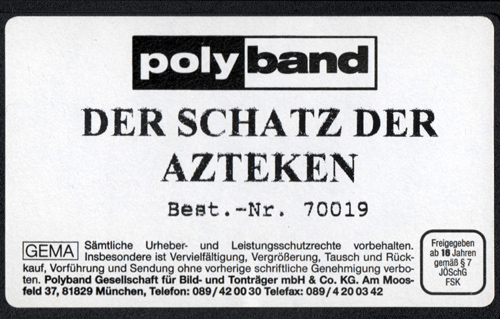 polyband
DER SCHATZ DER
AZTEKEN
Best.-Nr. 70019
GEMA Sämtliche Urheber- und Leistungsschutzrechte vorbehalten.
Insbesondere ist Vervielfältigung, Vergrößerung, Tausch und Rück-
kauf, Vorführung und Sendung ohne vorherige schriftliche Genehmigung verbo-
ten. Polyband Gesellschaft für Bild- und Tonträger mbH & Co. KG. Am Moos-
feld 37, 81829 München, Telefon: 089/42 00 30 Telefax: 089/4 20 03 42
Freigegeben
ab 16 Jahren
gemäß § 7
JÖSchG
FSK